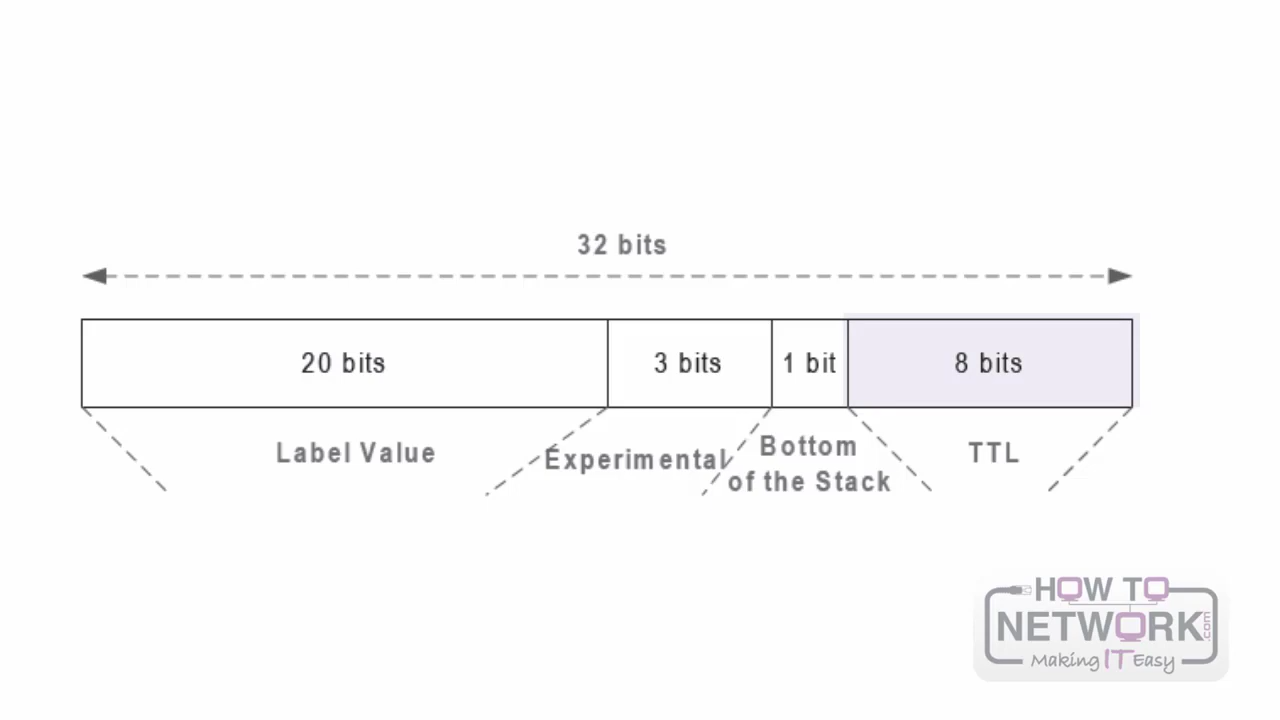 32 bits
20 bits
3 bits
1 bit
8 bits
Label Value
Experimental
Bottom
of the Stack
TTL
HOW TO
NETWORK.com
Making IT Easy